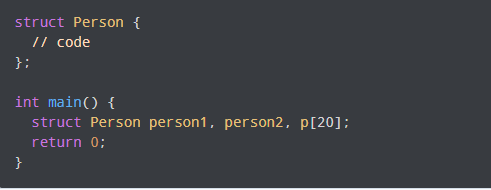 struct Person {
  // code
};

int main() {
  struct Person person1, person2, p[20];
  return 0;
}